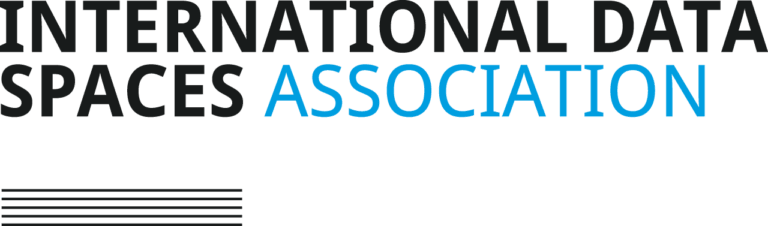 INTERNATIONAL DATA
SPACES ASSOCIATION